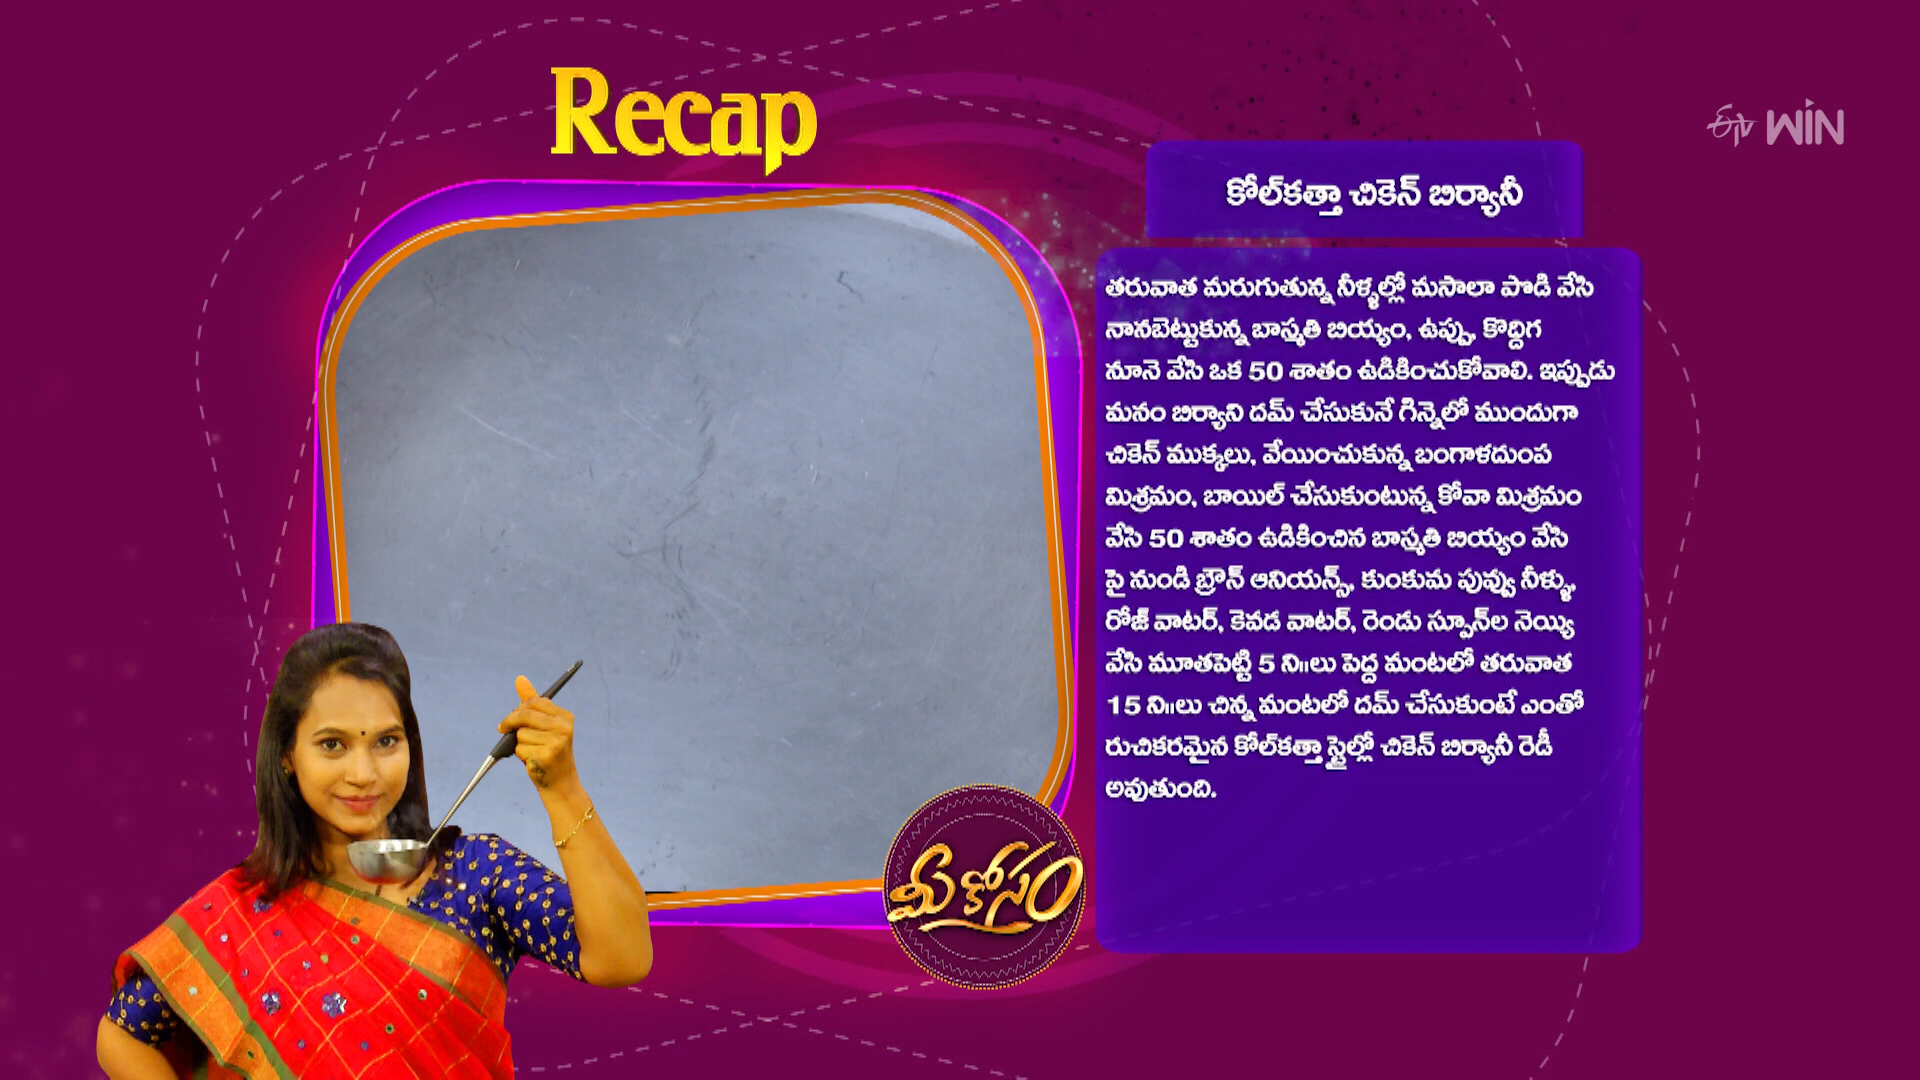 Recap
ఈటీv WIN
కోల్‌కత్తా చికెన్ బిర్యానీ
తరువాత మరుగుతున్న నీళ్ళల్లో మసాలా పొడి వేసి
నానబెట్టుకున్న బాస్మతి బియ్యం, ఉప్పు, కొద్దిగ
నూనె వేసి ఒక 50 శాతం ఉడికించుకోవాలి. ఇప్పుడు
మనం బిర్యాని దమ్ చేసుకునే గిన్నెలో ముందుగా
చికెన్ ముక్కలు, వేయించుకున్న బంగాళదుంప
మిశ్రమం, బాయిల్ చేసుకుంటున్న కోవా మిశ్రమం
వేసి 50 శాతం ఉడికించిన బాస్మతి బియ్యం వేసి
పై నుండి బ్రౌన్ ఆనియన్స్, కుంకుమ పువ్వు నీళ్ళు,
రోజ్ వాటర్, కెవడ వాటర్, రెండు స్పూన్‌ల నెయ్యి
వేసి మూతపెట్టి 5 ని॥లు పెద్ద మంటలో తరువాత
15 ని॥లు చిన్న మంటలో దమ్ చేసుకుంటే ఎంతో
రుచికరమైన కోల్‌కత్తా స్టైల్లో చికెన్ బిర్యానీ రెడీ
అవుతుంది.
మీ కోసం